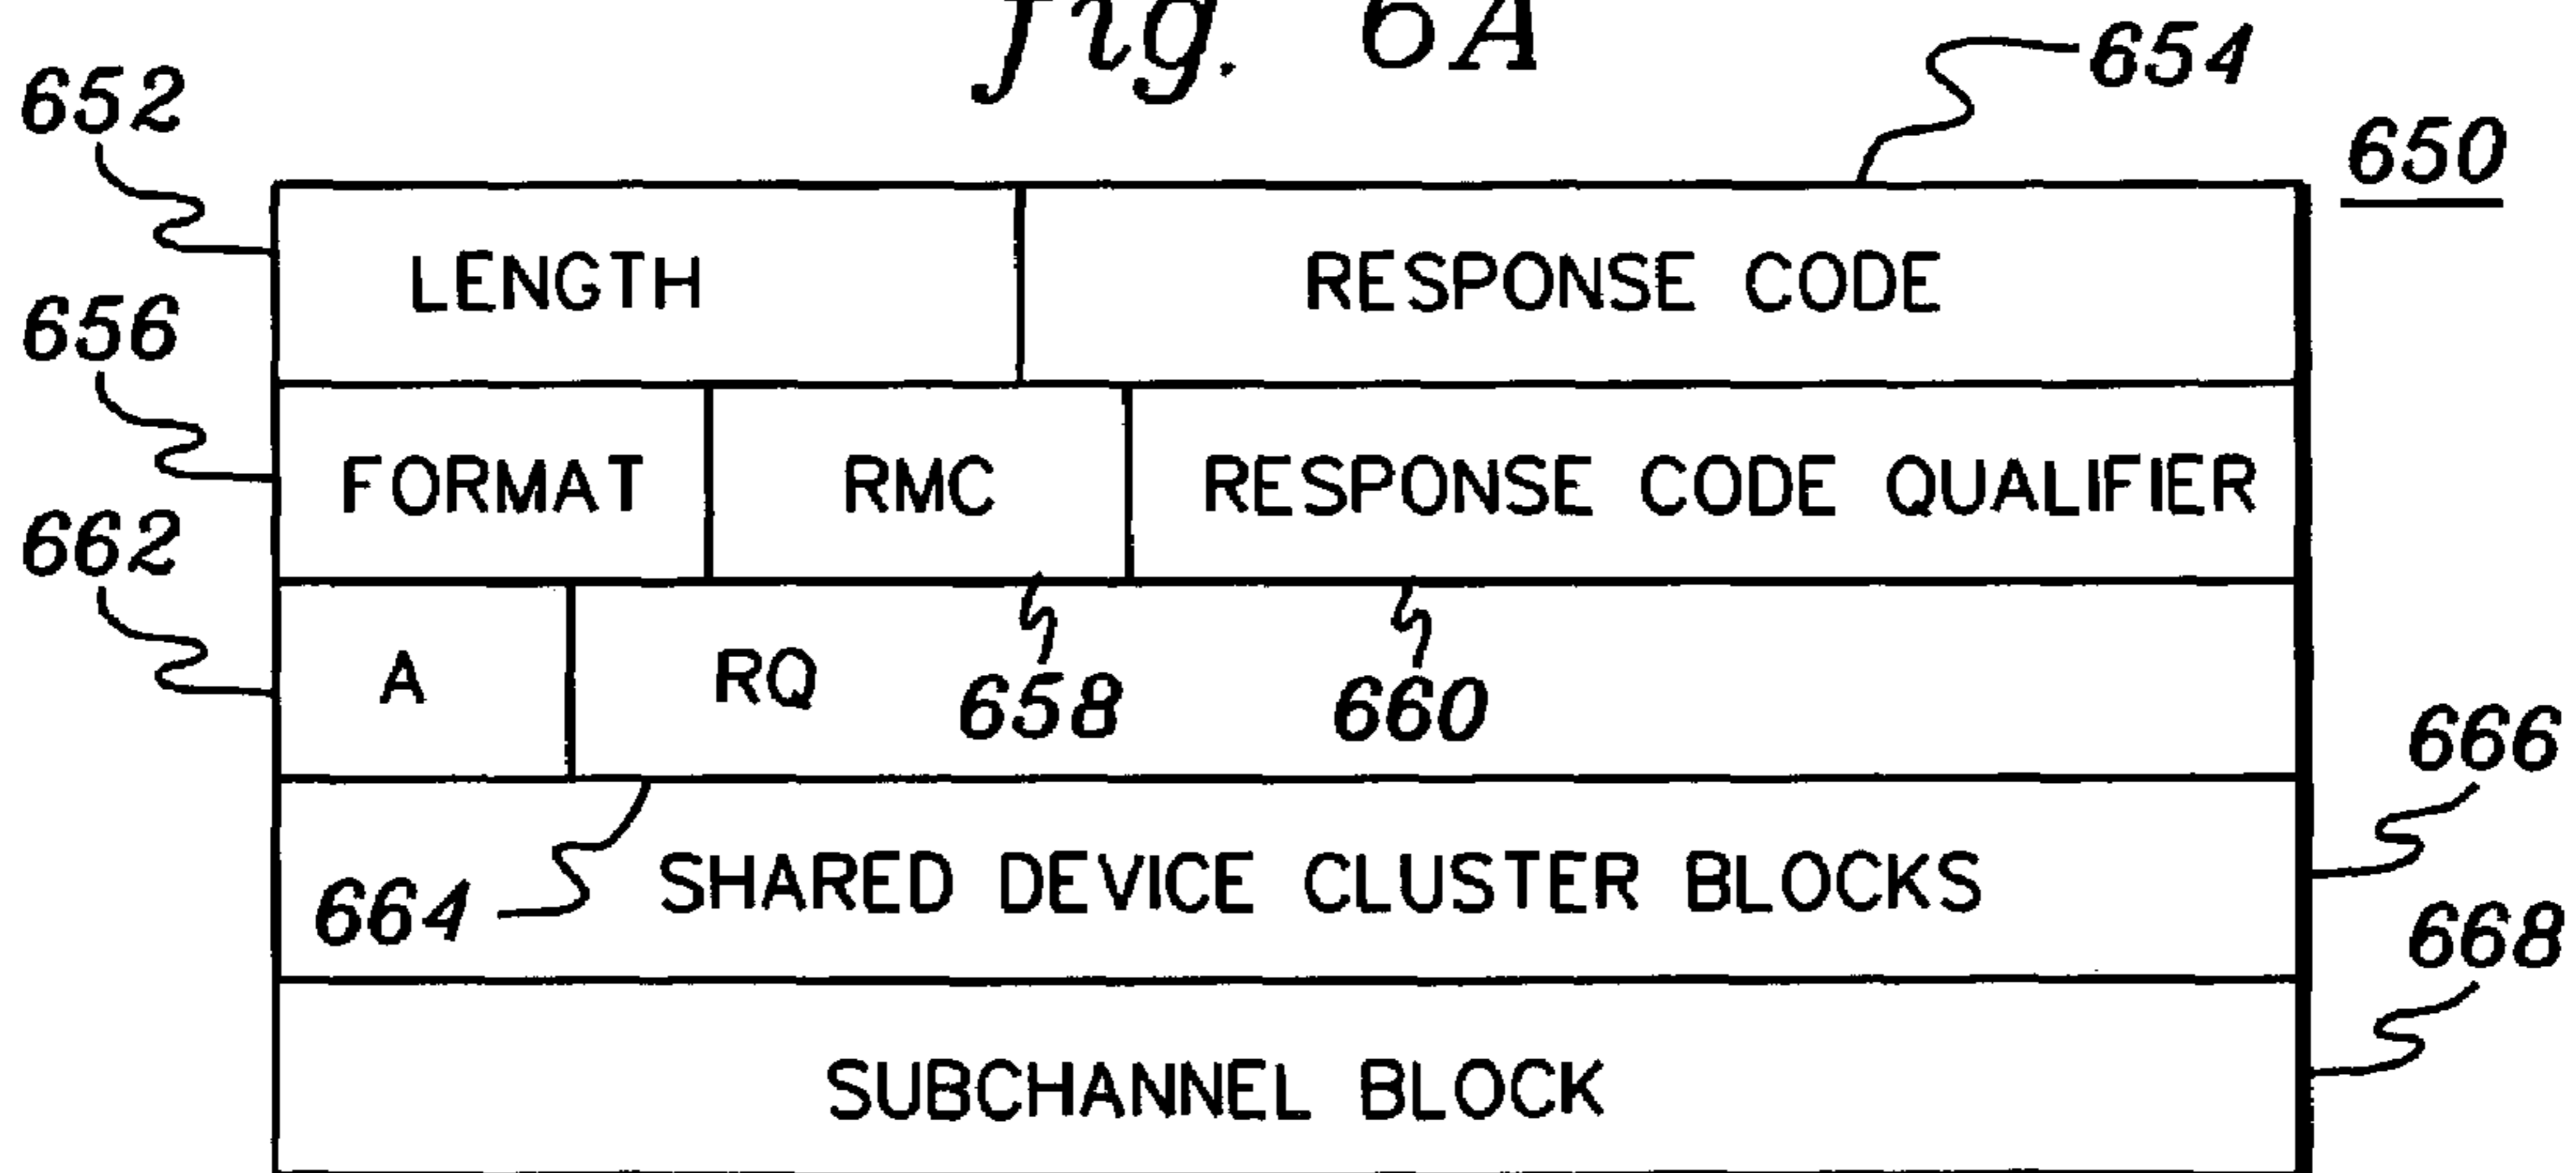 fig. 6A
652
654
650
LENGTH RESPONSE CODE
656
FORMAT RMC RESPONSE CODE QUALIFIER
662
A RQ
658 660
666
664 SHARED DEVICE CLUSTER BLOCKS
668
SUBCHANNEL BLOCK